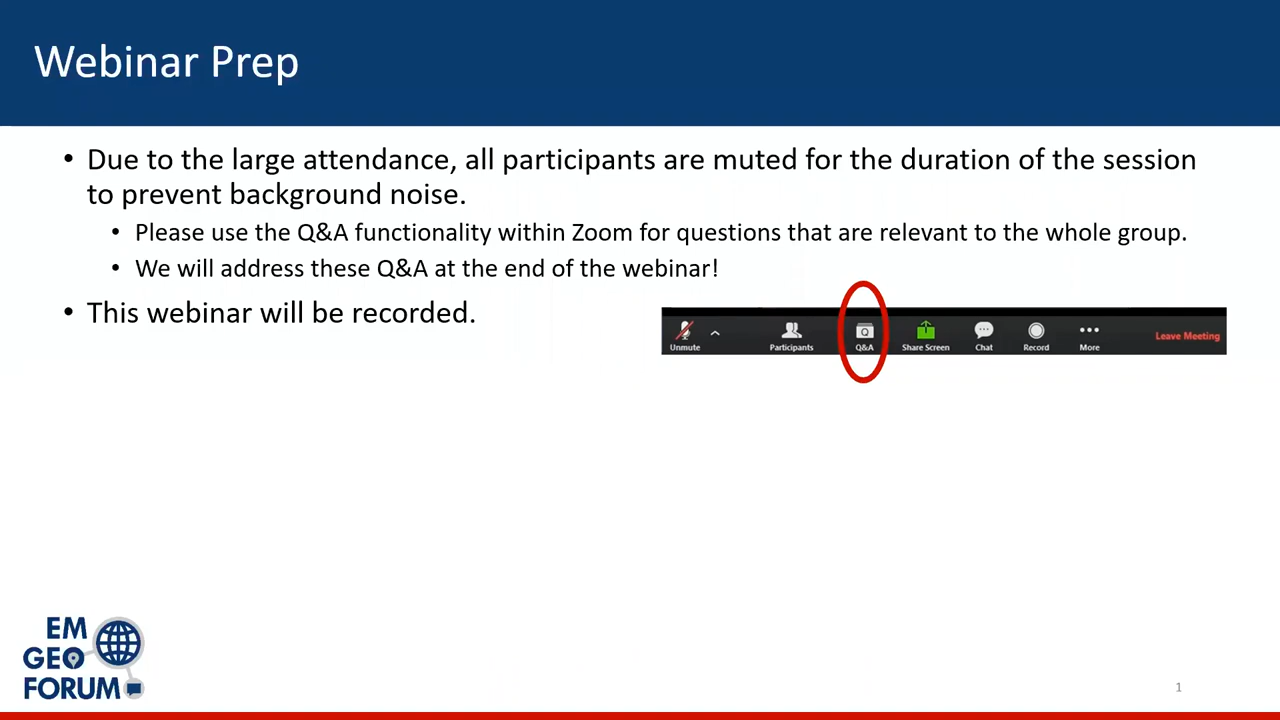 Webinar Prep
• Due to the large attendance, all participants are muted for the duration of the session
to prevent background noise.
• Please use the Q&A functionality within Zoom for questions that are relevant to the whole group.
• We will address these Q&A at the end of the webinar!
• This webinar will be recorded.
Unmute Participants Q&A Share Screen Chat Record More Leave Meeting
EM
GEO
FORUM
1